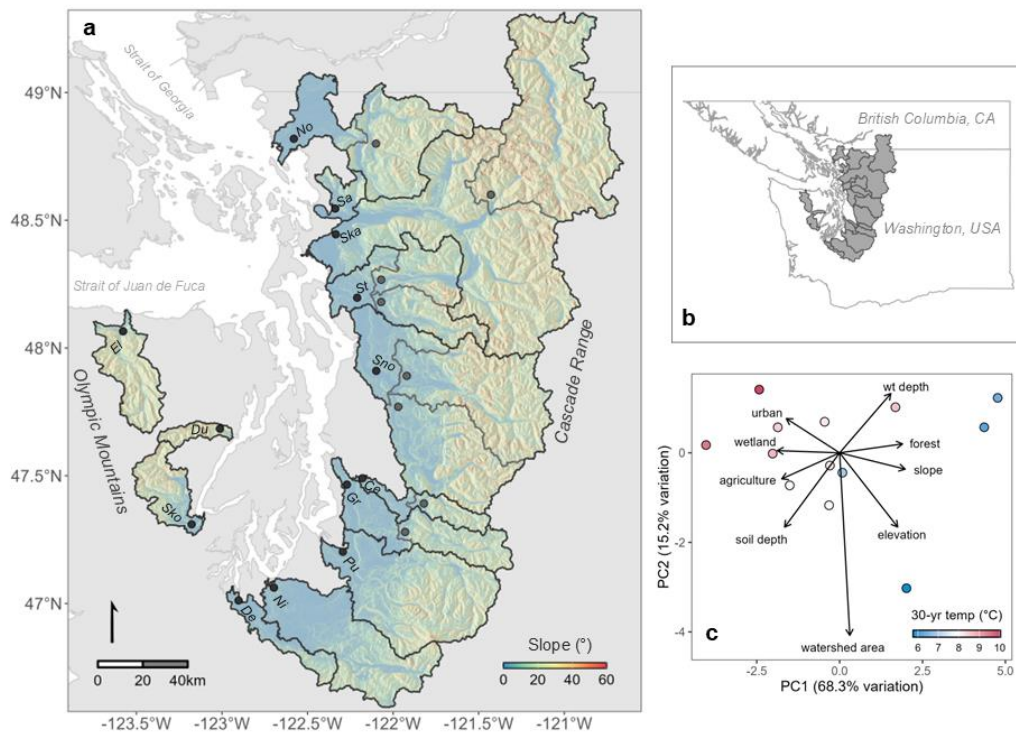 a
Strait of Georgia
49°N
48.5°N
48°N
47.5°N
47°N
No
Sa
Ska
St
Sno
Strait of Juan de Fuca
El
Du
Sko
Olympic Mountains
Cascade Range
Ce
Gr
Pu
Ni
De
0 20 40km
Slope (°)
0 20 40 60
-123.5°W -123°W -122.5°W -122°W -121.5°W -121°W
British Columbia, CA
Washington, USA
b
PC2 (15.2% variation)
0
-2
-4
wt depth
urban
wetland
forest
slope
agriculture
soil depth
elevation
watershed area
30-yr temp (°C)
6 7 8 9 10
c
-2.5 0.0 2.5 5.0
PC1 (68.3% variation)